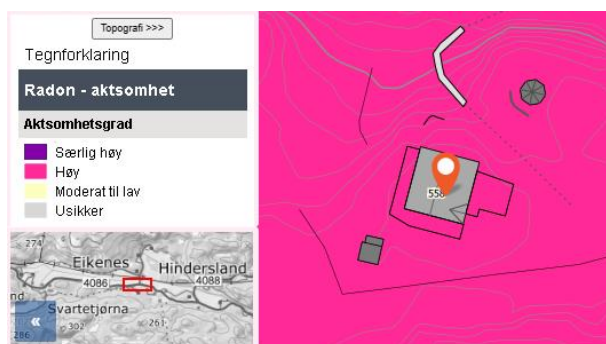 Topografi >>>
Tegnforklaring
Radon - aktsomhet
Aktsomhetsgrad
Særlig høy
Høy
Moderat til lav
Usikker
274
Eikenes
Hindersland
4086
4088
Svartetjørna
302
261
286
«
558